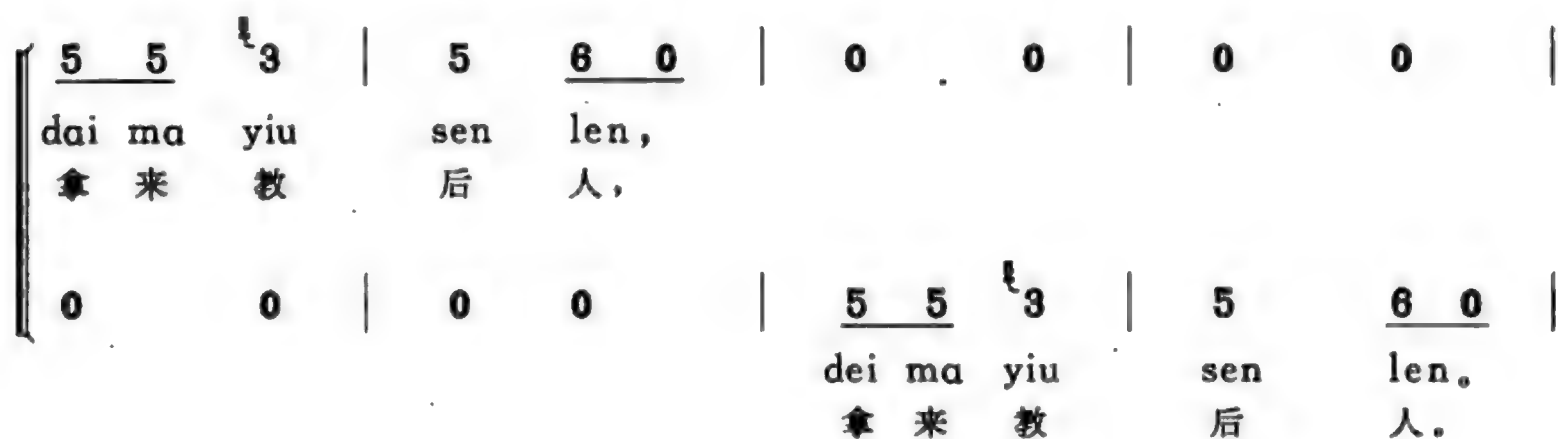 5 5 3 | 5 6 0 | 0 0 | 0 0 |
dai ma yiu sen len,
拿来教 后人，
0 0 | 0 0 | 5 5 3 | 5 6 0 |
dei ma yiu sen len。
拿来教 后人。